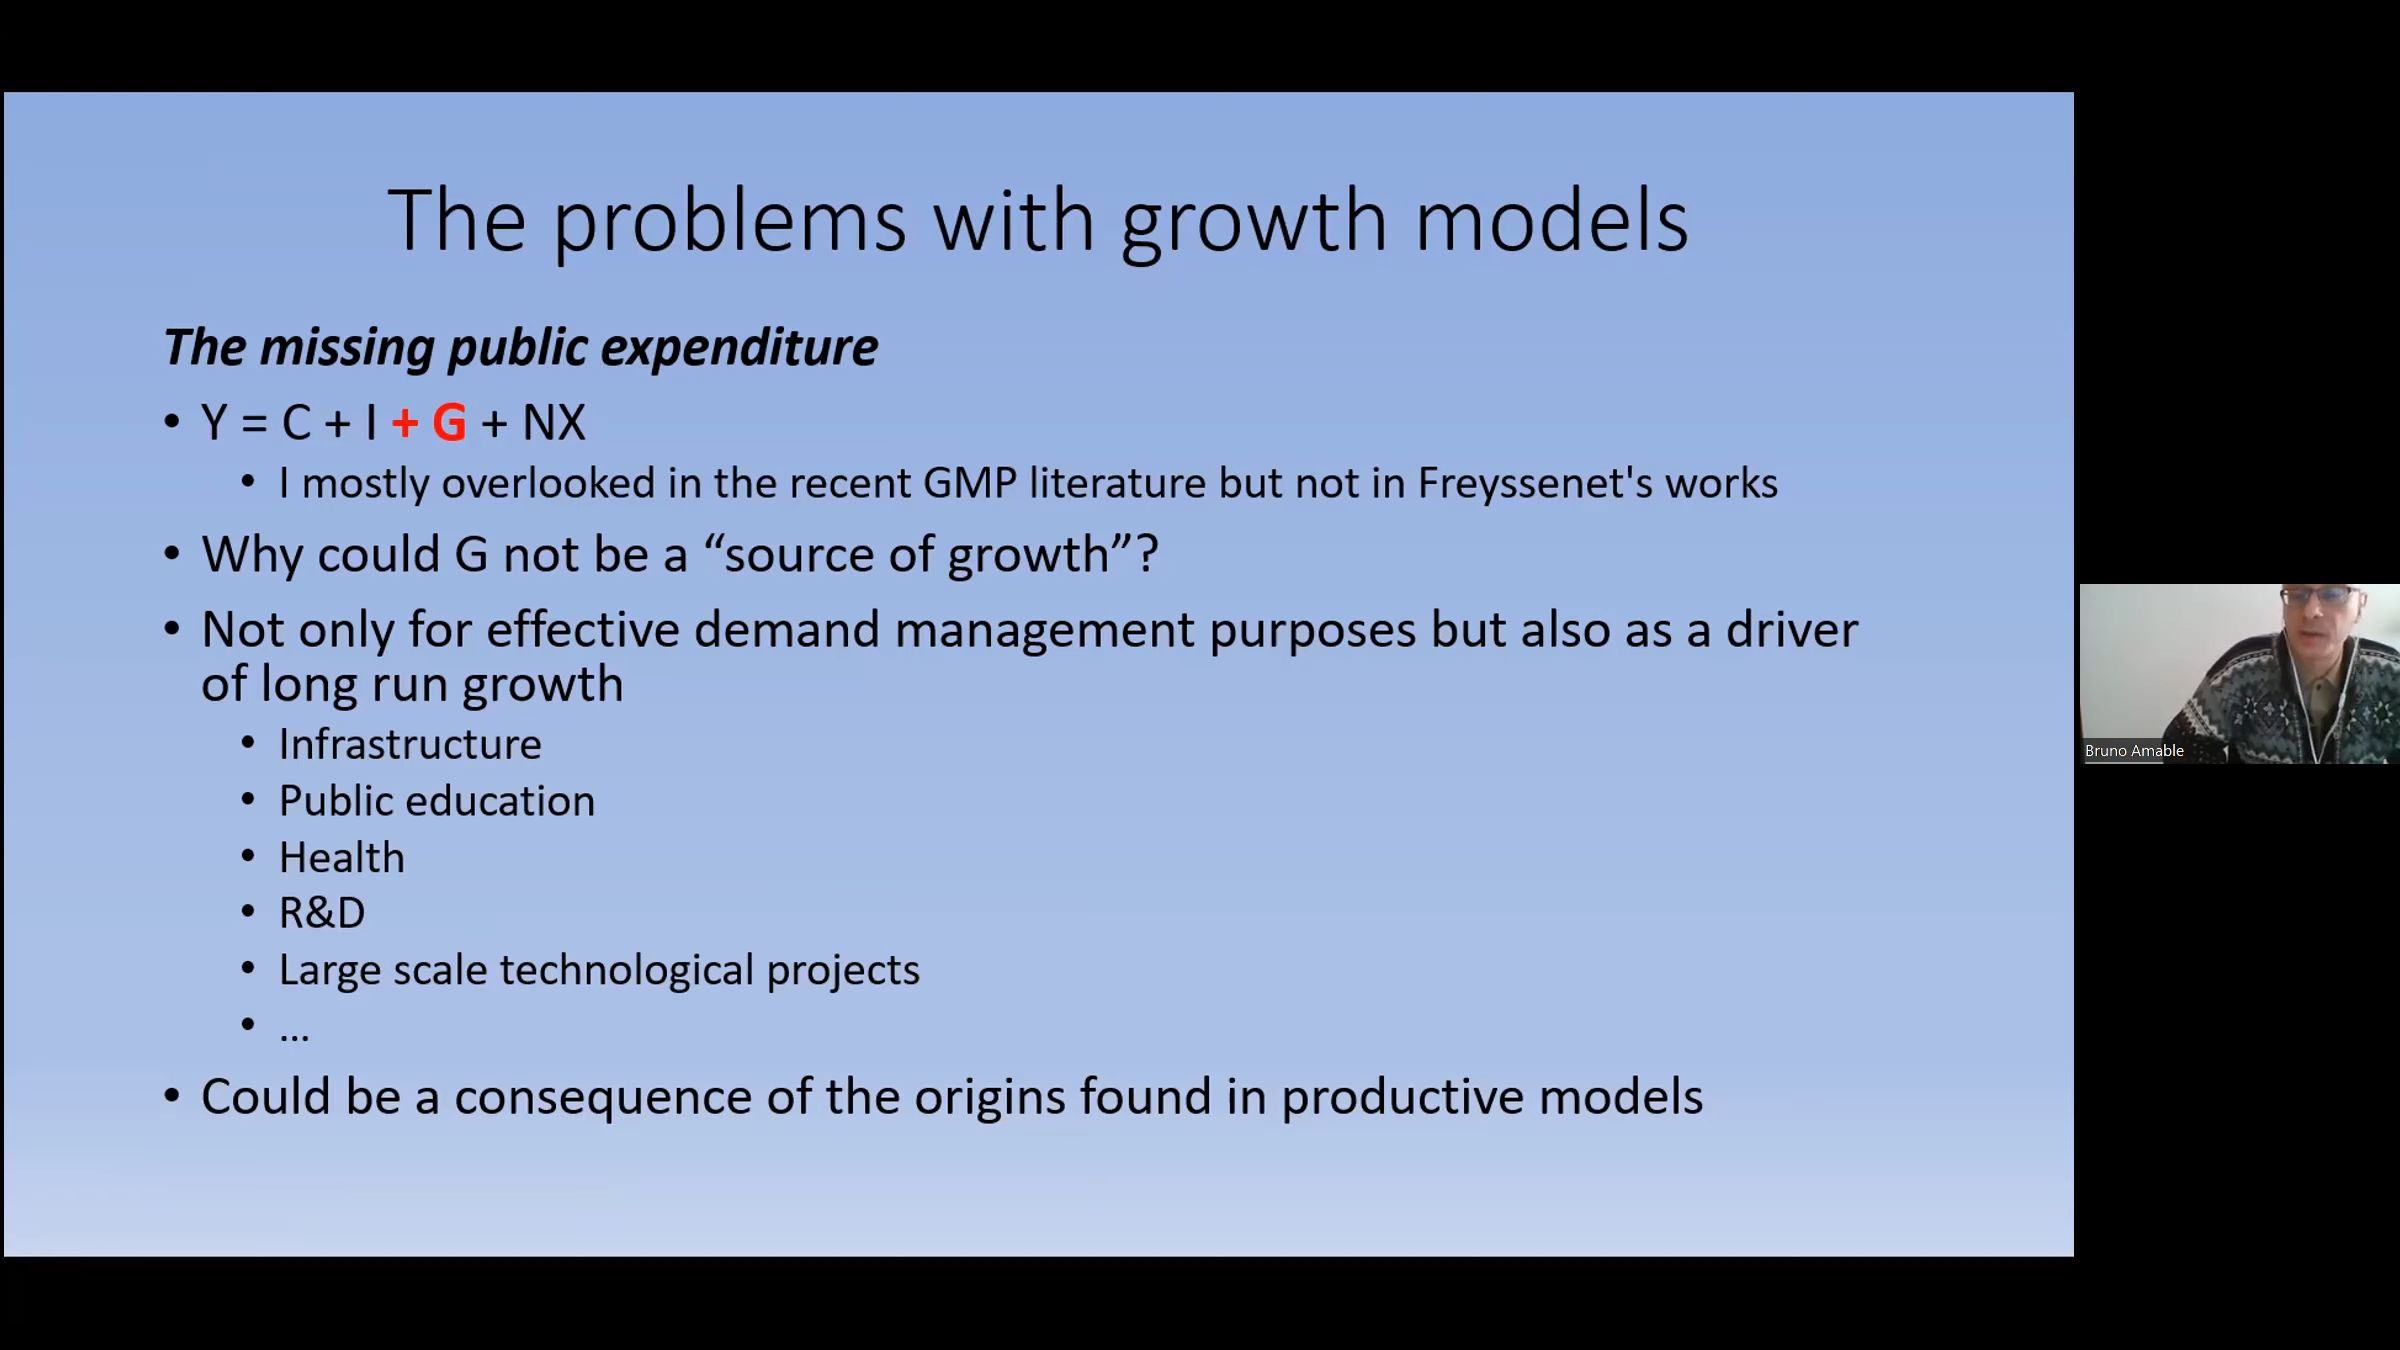 The problems with growth models
The missing public expenditure
• Y = C + I + G + NX
• I mostly overlooked in the recent GMP literature but not in Freyssenet's works
• Why could G not be a “source of growth”?
• Not only for effective demand management purposes but also as a driver
of long run growth
• Infrastructure
• Public education
• Health
• R&D
• Large scale technological projects
• ...
• Could be a consequence of the origins found in productive models
Bruno Amable